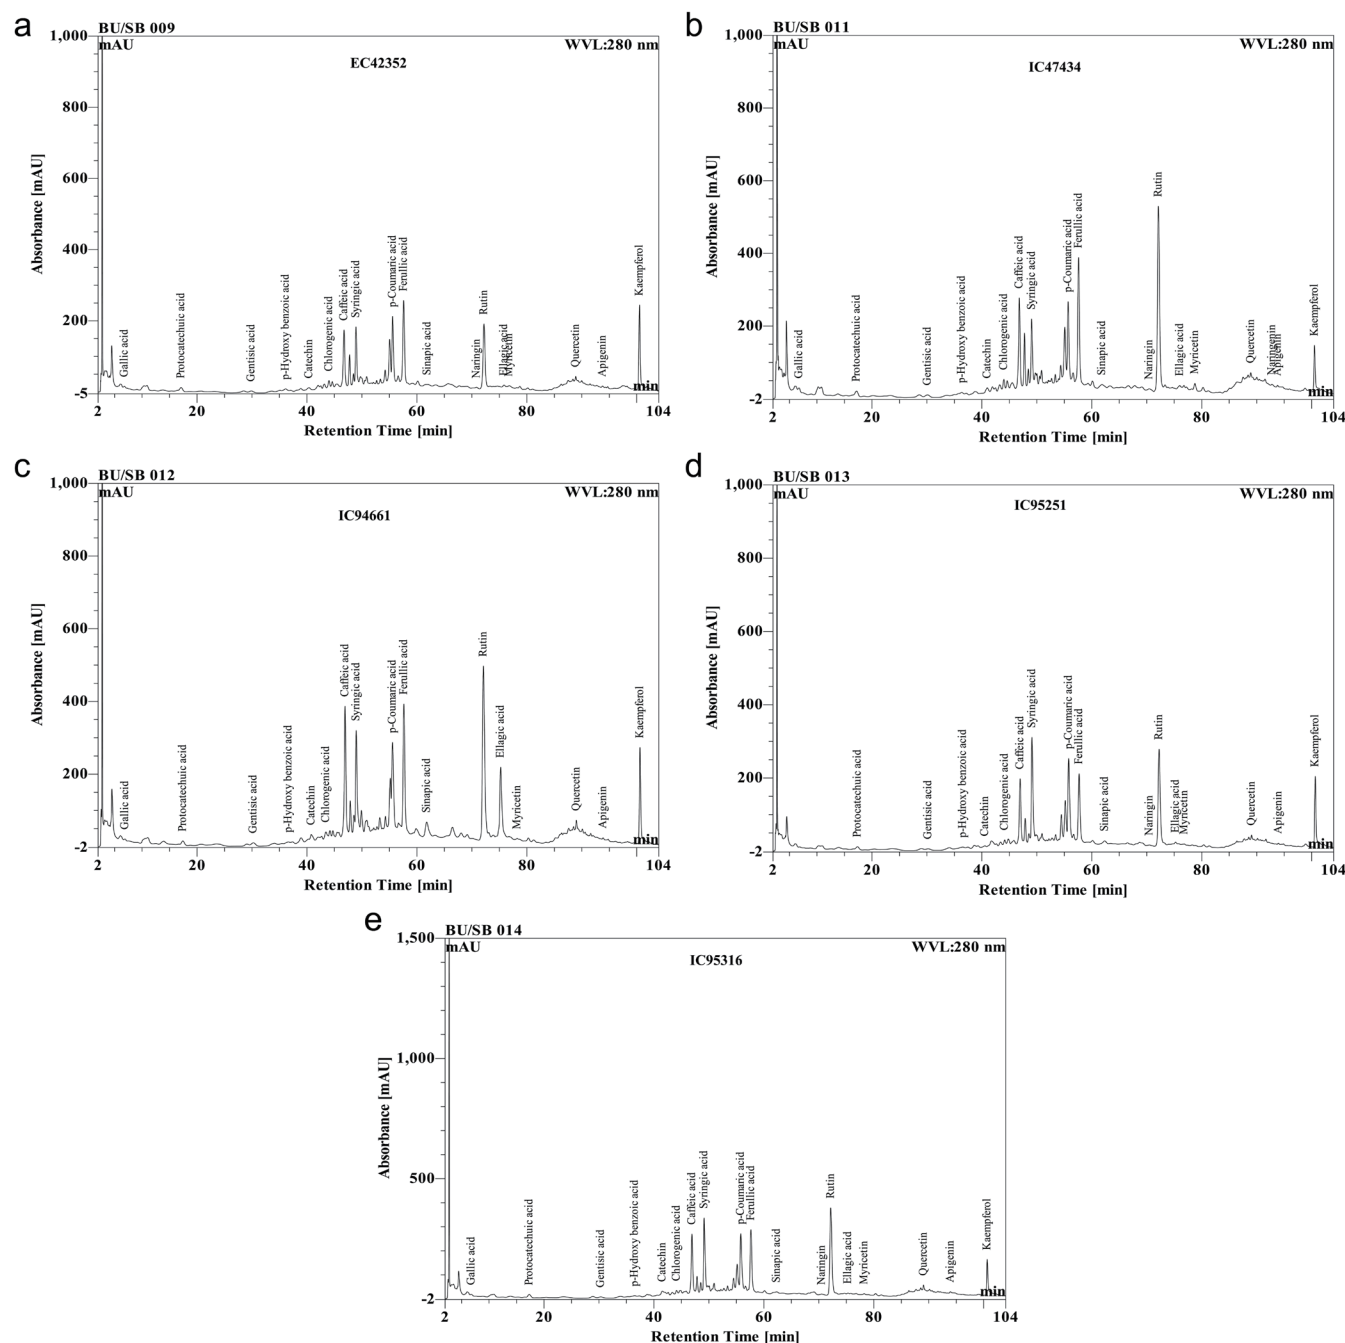 a
BU/SB 009
1,000
mAU
WVL:280 nm
EC42352
800
600
400
200
-5
Absorbance [mAU]
Gallic acid
Protocatechuic acid
Gentisic acid
p-Hydroxy benzoic acid
Catechin
Chlorogenic acid
Caffeic acid
Syringic acid
p-Coumaric acid
Ferullic acid
Sinapic acid
Naringin
Rutin
Ellagic acid
Myricetin
Quercetin
Apigenin
Kaempferol
min
2 20 40 60 80 104
Retention Time [min]
b
BU/SB 011
1,000
mAU
WVL:280 nm
IC47434
800
600
400
200
-2
Absorbance [mAU]
Gallic acid
Protocatechuic acid
Gentisic acid
p-Hydroxy benzoic acid
Catechin
Chlorogenic acid
Caffeic acid
Syringic acid
p-Coumaric acid
Ferullic acid
Sinapic acid
Naringin
Rutin
Ellagic acid
Myricetin
Quercetin
Naringenin
Apigenin
Kaempferol
min
2 20 40 60 80 104
Retention Time [min]
c
BU/SB 012
1,000
mAU
WVL:280 nm
IC94661
800
600
400
200
-2
Absorbance [mAU]
Gallic acid
Protocatechuic acid
Gentisic acid
p-Hydroxy benzoic acid
Catechin
Chlorogenic acid
Caffeic acid
Syringic acid
p-Coumaric acid
Ferullic acid
Sinapic acid
Rutin
Ellagic acid
Myricetin
Quercetin
Apigenin
Kaempferol
min
2 20 40 60 80 104
Retention Time [min]
d
BU/SB 013
1,000
mAU
WVL:280 nm
IC95251
800
600
400
200
-2
Absorbance [mAU]
Protocatechuic acid
Gentisic acid
p-Hydroxy benzoic acid
Catechin
Chlorogenic acid
Caffeic acid
Syringic acid
p-Coumaric acid
Ferullic acid
Sinapic acid
Naringin
Rutin
Ellagic acid
Myricetin
Quercetin
Apigenin
Kaempferol
min
2 20 40 60 80 104
Retention Time [min]
e
BU/SB 014
1,500
mAU
WVL:280 nm
IC95316
1,000
500
-2
Absorbance [mAU]
Gallic acid
Protocatechuic acid
Gentisic acid
p-Hydroxy benzoic acid
Catechin
Chlorogenic acid
Caffeic acid
Syringic acid
p-Coumaric acid
Ferullic acid
Sinapic acid
Naringin
Rutin
Ellagic acid
Myricetin
Quercetin
Apigenin
Kaempferol
min
2 20 40 60 80 104
Retention Time [min]